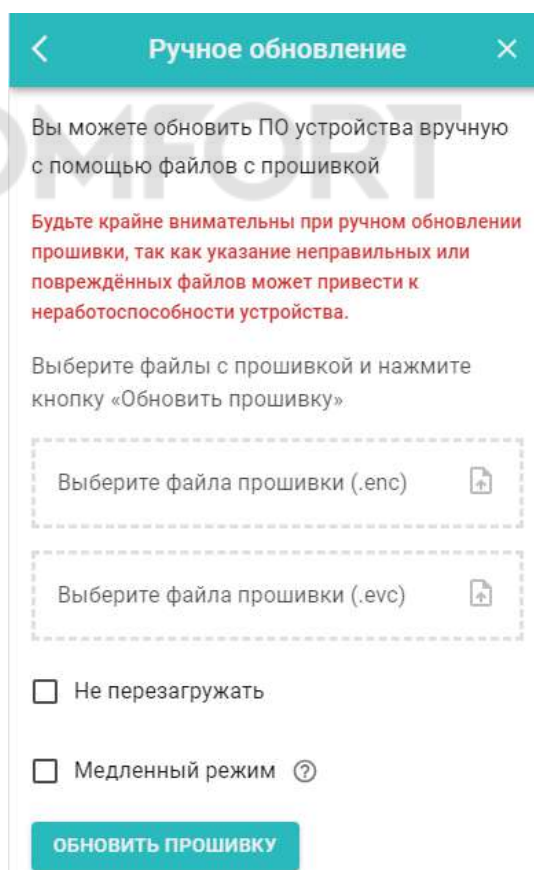 Ручное обновление
OMFORT
Вы можете обновить ПО устройства вручную
с помощью файлов с прошивкой
Будьте крайне внимательны при ручном обновлении
прошивки, так как указание неправильных или
повреждённых файлов может привести к
неработоспособности устройства.
Выберите файлы с прошивкой и нажмите
кнопку «Обновить прошивку»
Выберите файла прошивки (.enc)
Выберите файла прошивки (.evc)
Не перезагружать
Медленный режим
ОБНОВИТЬ ПРОШИВКУ